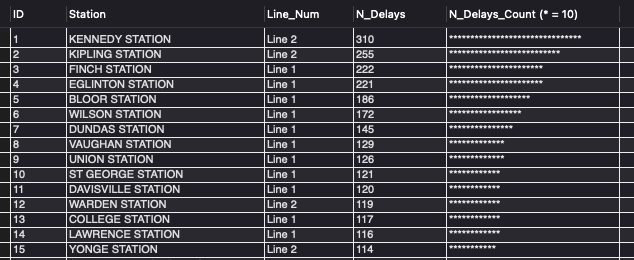 ID Station Line_Num N_Delays N_Delays_Count (* = 10)
1 KENNEDY STATION Line 2 310 *******************************
2 KIPLING STATION Line 2 255 **************************
3 FINCH STATION Line 1 222 **********************
4 EGLINTON STATION Line 1 221 **********************
5 BLOOR STATION Line 1 186 *******************
6 WILSON STATION Line 1 172 *****************
7 DUNDAS STATION Line 1 145 ***************
8 VAUGHAN STATION Line 1 129 *************
9 UNION STATION Line 1 126 *************
10 ST GEORGE STATION Line 1 121 ************
11 DAVISVILLE STATION Line 1 120 ************
12 WARDEN STATION Line 2 119 ************
13 COLLEGE STATION Line 1 117 ************
14 LAWRENCE STATION Line 1 116 ************
15 YONGE STATION Line 2 114 ***********